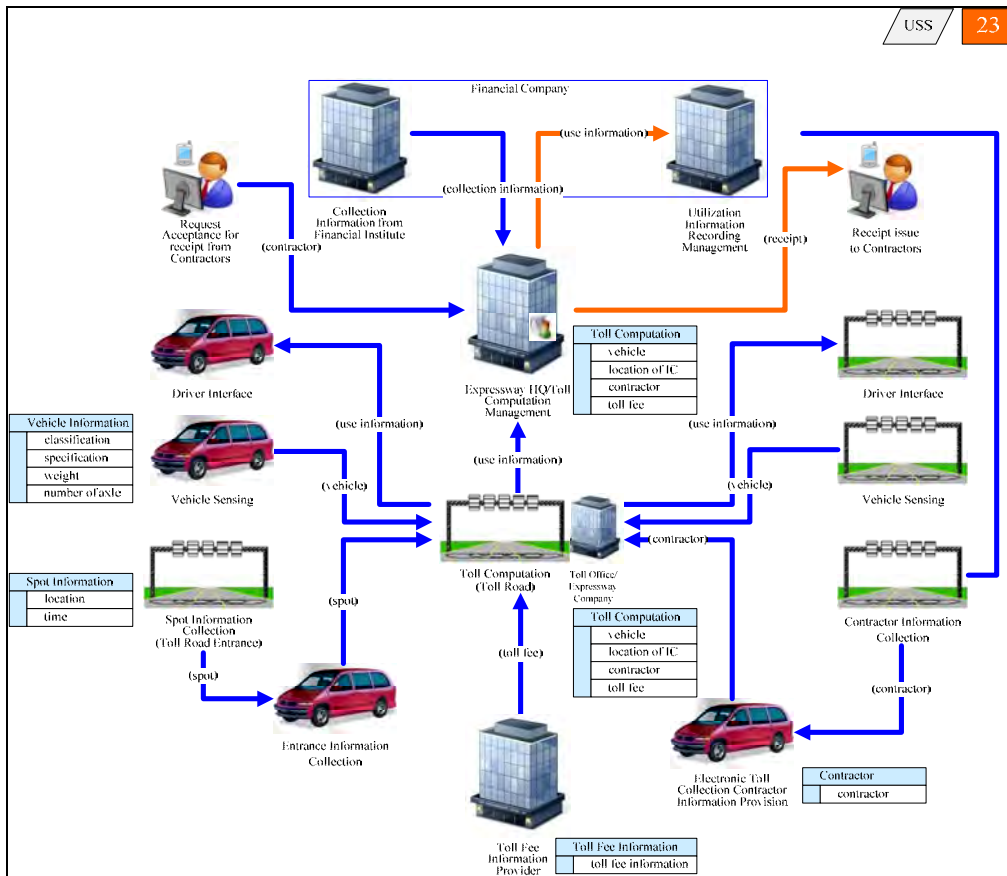 USS
23
Financial Company
(use information)
(collection information)
Collection
Information from
Financial Institute
Utilization
Information
Recording
Management
Request
Acceptance for
receipt from
Contractors
(contractor)
(receipt)
Receipt issue
to Contractors
Expressway HQ/Toll
Computation
Management
Toll Computation
vehicle
location of IC
contractor
toll fee
Driver Interface
Driver Interface
(use information)
(use information)
(use information)
Vehicle Information
classification
specification
weight
number of axle
Vehicle Sensing
(vehicle)
(vehicle)
Vehicle Sensing
(contractor)
Toll Computation
(Toll Road)
Toll Office/
Expressway
Company
Spot Information
location
time
Spot Information
Collection
(Toll Road Entrance)
(spot)
(spot)
Toll Computation
vehicle
location of IC
contractor
toll fee
Contractor Information
Collection
(toll fee)
(contractor)
Entrance Information
Collection
Electronic Toll
Collection Contractor
Information Provision
Contractor
contractor
Toll Fee
Information
Provider
Toll Fee Information
toll fee information